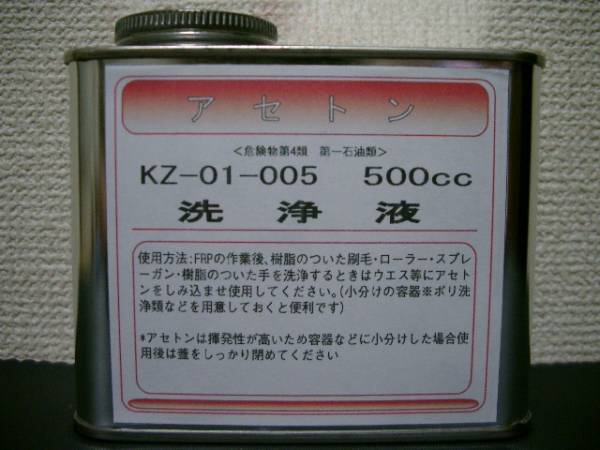 アセトン
＜危険物第4類　第一石油類＞
KZ-01-005　500cc
洗浄液
使用方法:FRPの作業後、樹脂のついた刷毛・ローラー・スプレ
ーガン・樹脂のついた手を洗浄するときはウエス等にアセト
ンをしみ込ませ使用してください。(小分けの容器※ポリ洗
浄類などを用意しておくと便利です)
*アセトンは揮発性が高いため容器などに小分けした場合使
用後は蓋をしっかり閉めてください